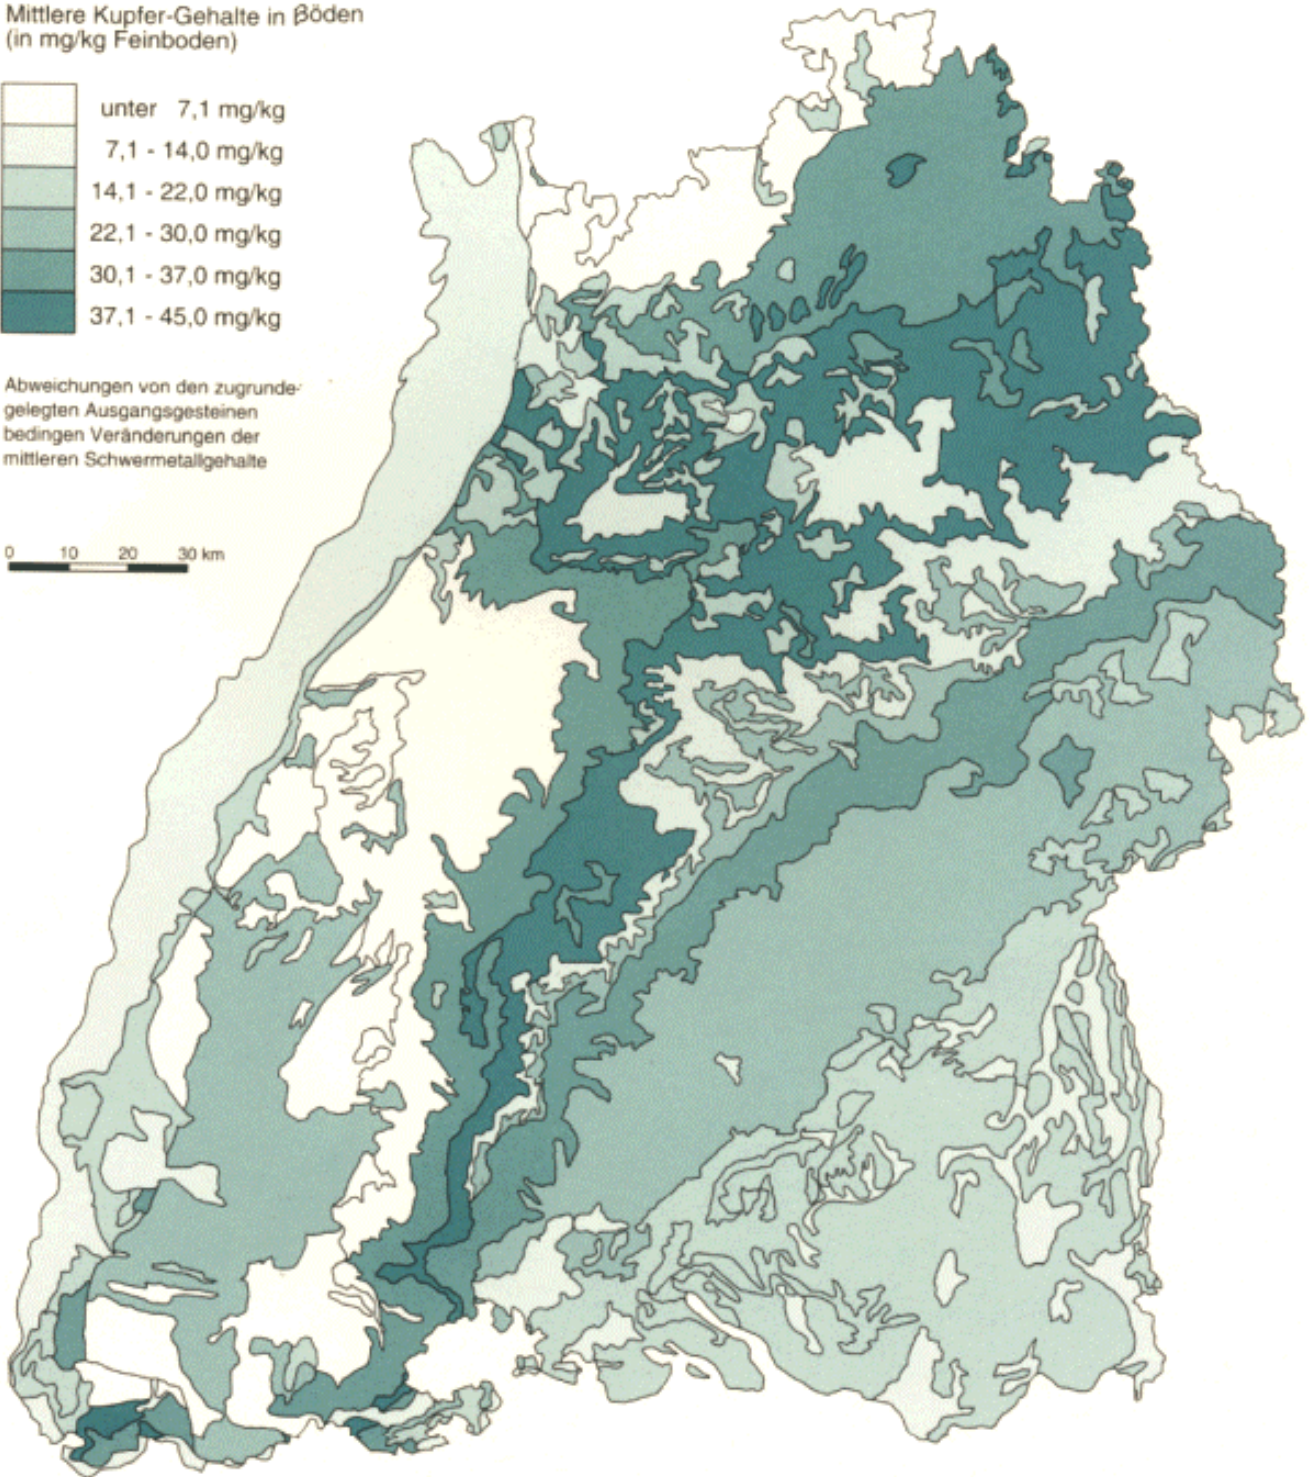 Mittlere Kupfer-Gehalte in Böden
(in mg/kg Feinboden)
unter 7,1 mg/kg
7,1 - 14,0 mg/kg
14,1 - 22,0 mg/kg
22,1 - 30,0 mg/kg
30,1 - 37,0 mg/kg
37,1 - 45,0 mg/kg
Abweichungen von den zugrunde-
gelegten Ausgangsgesteinen
bedingen Veränderungen der
mittleren Schwermetallgehalte
0 10 20 30 km